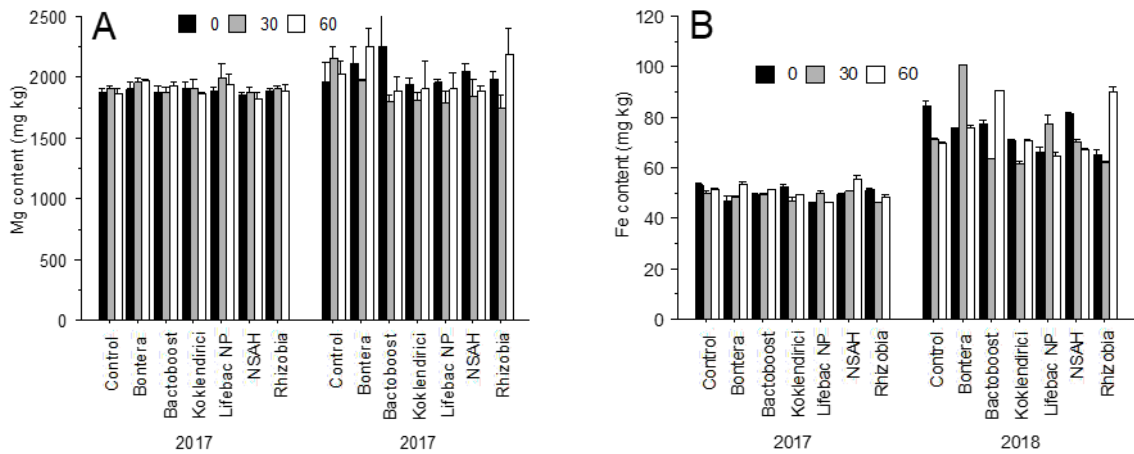 A
0 30 60
Mg content (mg kg)
2500
2000
1500
1000
500
0
Control
Bontera
Bactoboost
Koklendirici
Lifebac NP
NSAH
Rhizobia
Control
Bontera
Bactoboost
Koklendirici
Lifebac NP
NSAH
Rhizobia
2017 2017
B
0 30 60
Fe content (mg kg)
120
100
80
60
40
20
0
Control
Bontera
Bactoboost
Koklendirici
Lifebac NP
NSAH
Rhizobia
Control
Bontera
Bactoboost
Koklendirici
Lifebac NP
NSAH
Rhizobia
2017 2018